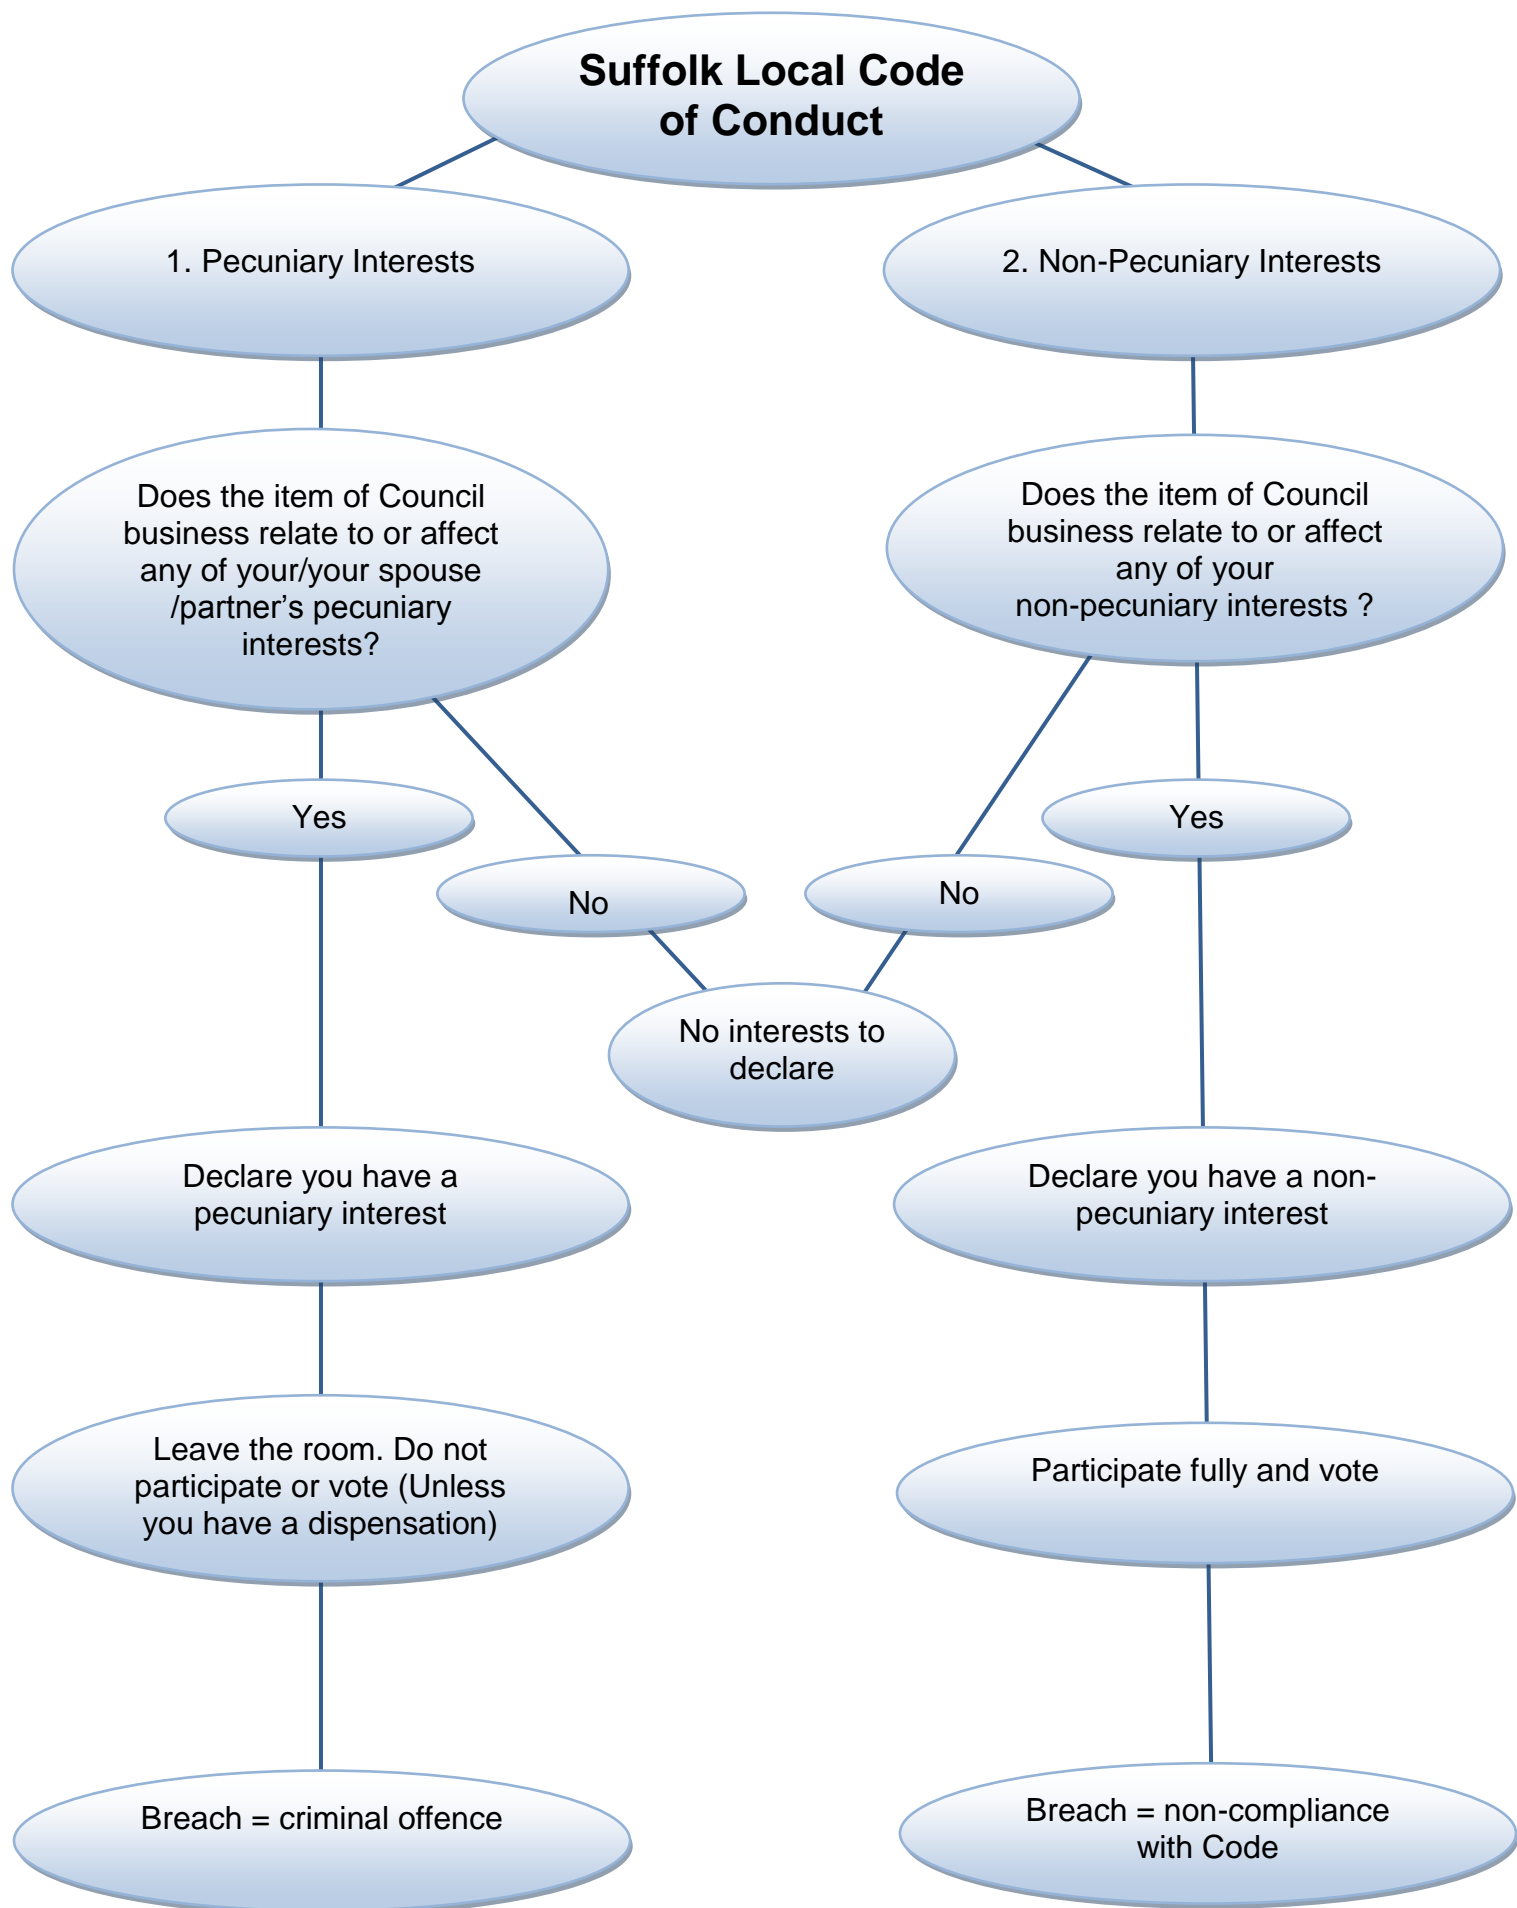 Suffolk Local Code
of Conduct
1. Pecuniary Interests
2. Non-Pecuniary Interests
Does the item of Council
business relate to or affect
any of your/your spouse
/partner’s pecuniary
interests?
Does the item of Council
business relate to or affect
any of your
non-pecuniary interests ?
Yes
No
No
Yes
No interests to
declare
Declare you have a
pecuniary interest
Declare you have a non-
pecuniary interest
Leave the room. Do not
participate or vote (Unless
you have a dispensation)
Participate fully and vote
Breach = criminal offence
Breach = non-compliance
with Code